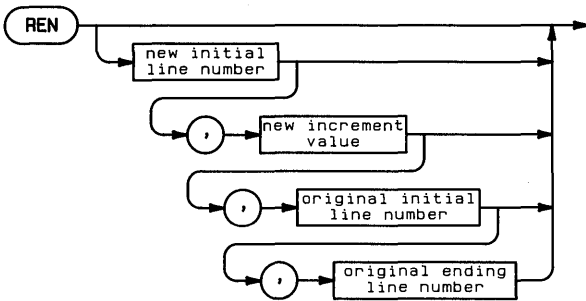 REN
new initial
line number
,
new increment
value
,
original initial
line number
,
original ending
line number